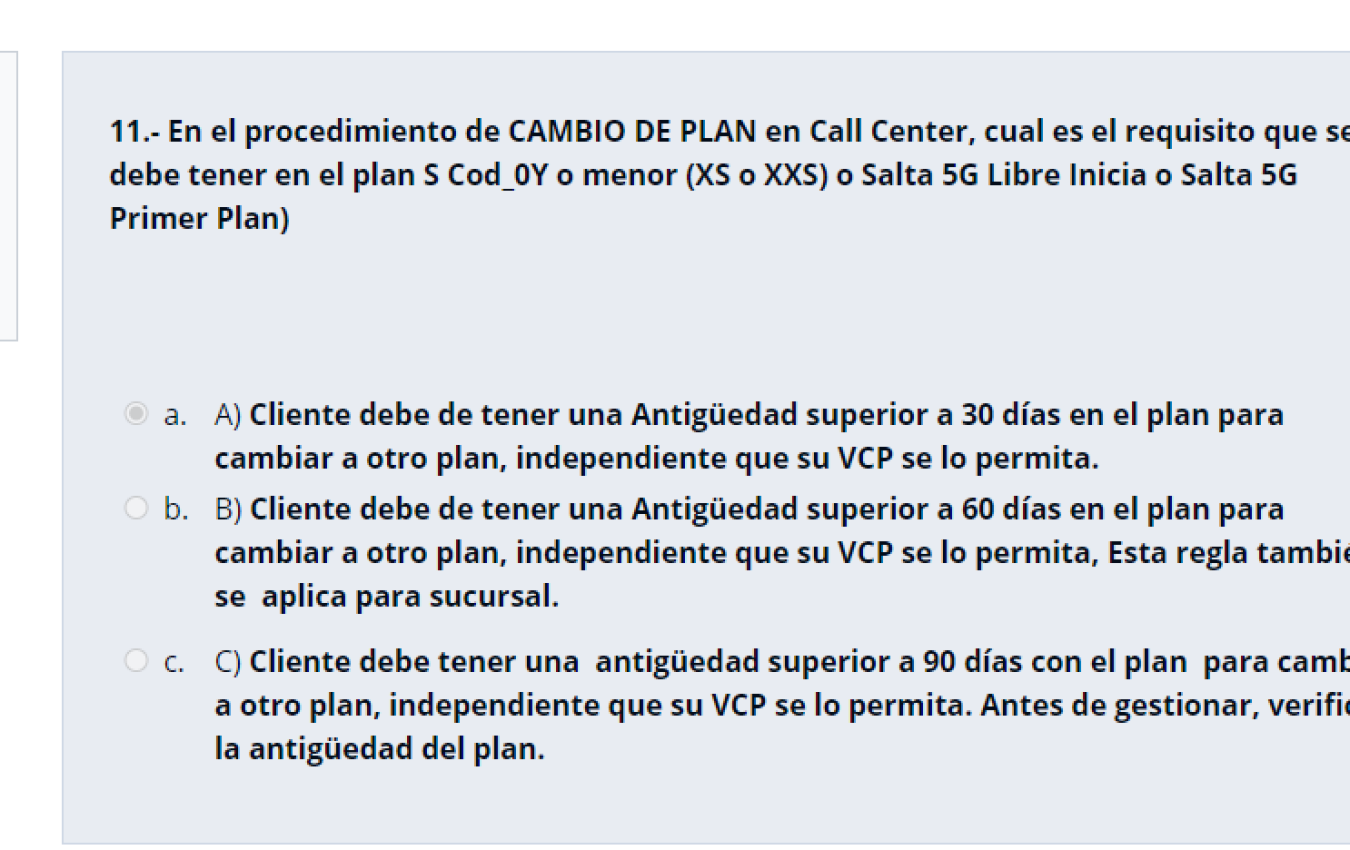 11.- En el procedimiento de CAMBIO DE PLAN en Call Center, cual es el requisito que se
debe tener en el plan S Cod_0Y o menor (XS o XXS) o Salta 5G Libre Inicia o Salta 5G
Primer Plan)
a. A) Cliente debe de tener una Antigüedad superior a 30 días en el plan para
cambiar a otro plan, independiente que su VCP se lo permita.
b. B) Cliente debe de tener una Antigüedad superior a 60 días en el plan para
cambiar a otro plan, independiente que su VCP se lo permita, Esta regla
se aplica para sucursal.
c. C) Cliente debe tener una antigüedad superior a 90 días con el plan para
a otro plan, independiente que su VCP se lo permita. Antes de gestionar,
la antigüedad del plan.